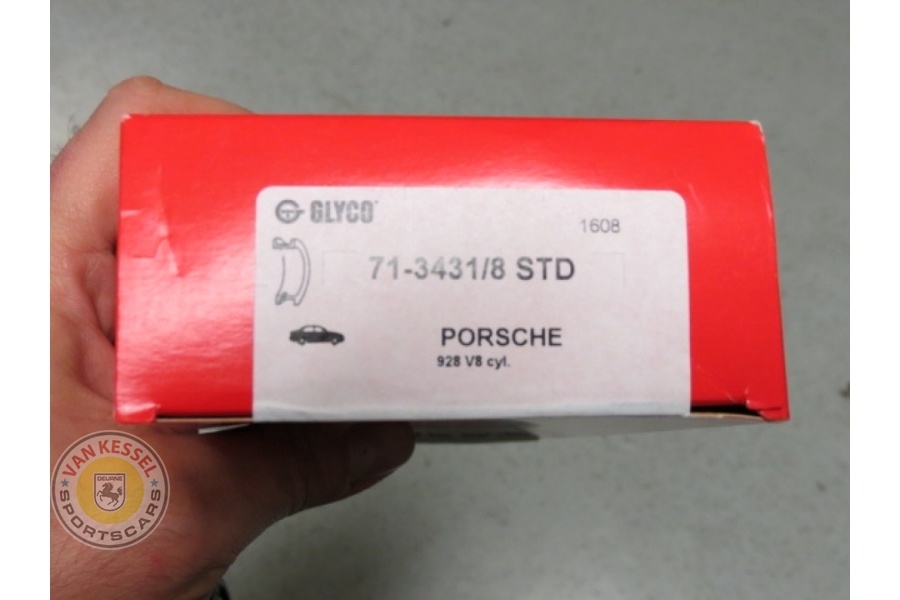 GLYCO
1608
71-3431/8 STD
PORSCHE
928 V8 cyl.
VAN KESSEL
DEURNE
SPORTSCARS